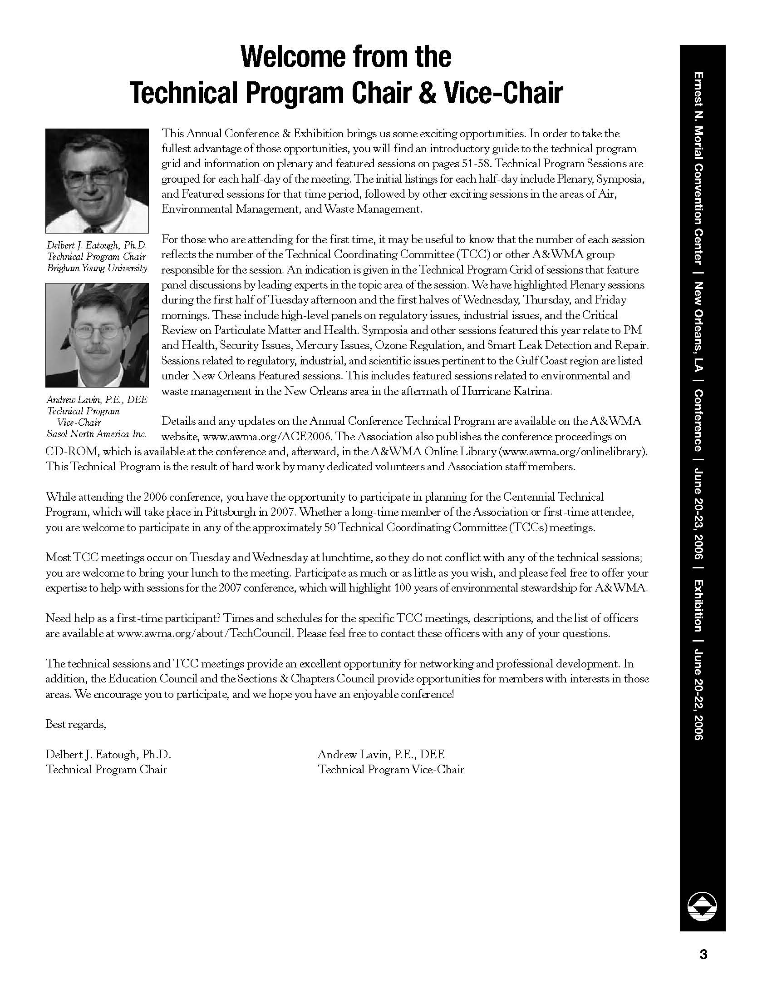 Welcome from the
Technical Program Chair & Vice-Chair
Delbert J. Eatough, Ph.D.
Technical Program Chair
Brigham Young University
Andrew Lavin, P.E., DEE
Technical Program
Vice-Chair
Sasol North America Inc.
This Annual Conference & Exhibition brings us some exciting opportunities. In order to take the
fullest advantage of those opportunities, you will find an introductory guide to the technical program
grid and information on plenary and featured sessions on pages 51-58. Technical Program Sessions are
grouped for each half-day of the meeting. The initial listings for each half-day include Plenary, Symposia,
and Featured sessions for that time period, followed by other exciting sessions in the areas of Air,
Environmental Management, and Waste Management.
For those who are attending for the first time, it may be useful to know that the number of each session
reflects the number of the Technical Coordinating Committee (TCC) or other A&WMA group
responsible for the session. An indication is given in the Technical Program Grid of sessions that feature
panel discussions by leading experts in the topic area of the session. We have highlighted Plenary sessions
during the first half of Tuesday afternoon and the first halves of Wednesday, Thursday, and Friday
mornings. These include high-level panels on regulatory issues, industrial issues, and the Critical
Review on Particulate Matter and Health. Symposia and other sessions featured this year relate to PM
and Health, Security Issues, Mercury Issues, Ozone Regulation, and Smart Leak Detection and Repair.
Sessions related to regulatory, industrial, and scientific issues pertinent to the Gulf Coast region are listed
under New Orleans Featured sessions. This includes featured sessions related to environmental and
waste management in the New Orleans area in the aftermath of Hurricane Katrina.
Details and any updates on the Annual Conference Technical Program are available on the A&WMA
website, www.awma.org/ACE2006. The Association also publishes the conference proceedings on
CD-ROM, which is available at the conference and, afterward, in the A&WMA Online Library (www.awma.org/onlinelibrary).
This Technical Program is the result of hard work by many dedicated volunteers and Association staff members.
While attending the 2006 conference, you have the opportunity to participate in planning for the Centennial Technical
Program, which will take place in Pittsburgh in 2007. Whether a long-time member of the Association or first-time attendee,
you are welcome to participate in any of the approximately 50 Technical Coordinating Committee (TCCs) meetings.
Most TCC meetings occur on Tuesday and Wednesday at lunchtime, so they do not conflict with any of the technical sessions;
you are welcome to bring your lunch to the meeting. Participate as much or as little as you wish, and please feel free to offer your
expertise to help with sessions for the 2007 conference, which will highlight 100 years of environmental stewardship for A&WMA.
Need help as a first-time participant? Times and schedules for the specific TCC meetings, descriptions, and the list of officers
are available at www.awma.org/about/TechCouncil. Please feel free to contact these officers with any of your questions.
The technical sessions and TCC meetings provide an excellent opportunity for networking and professional development. In
addition, the Education Council and the Sections & Chapters Council provide opportunities for members with interests in those
areas. We encourage you to participate, and we hope you have an enjoyable conference!
Best regards,
Delbert J. Eatough, Ph.D.
Technical Program Chair
Andrew Lavin, P.E., DEE
Technical Program Vice-Chair
Ernest N. Morial Convention Center | New Orleans, LA | Conference | June 20-23, 2006 | Exhibition | June 20-22, 2006
3